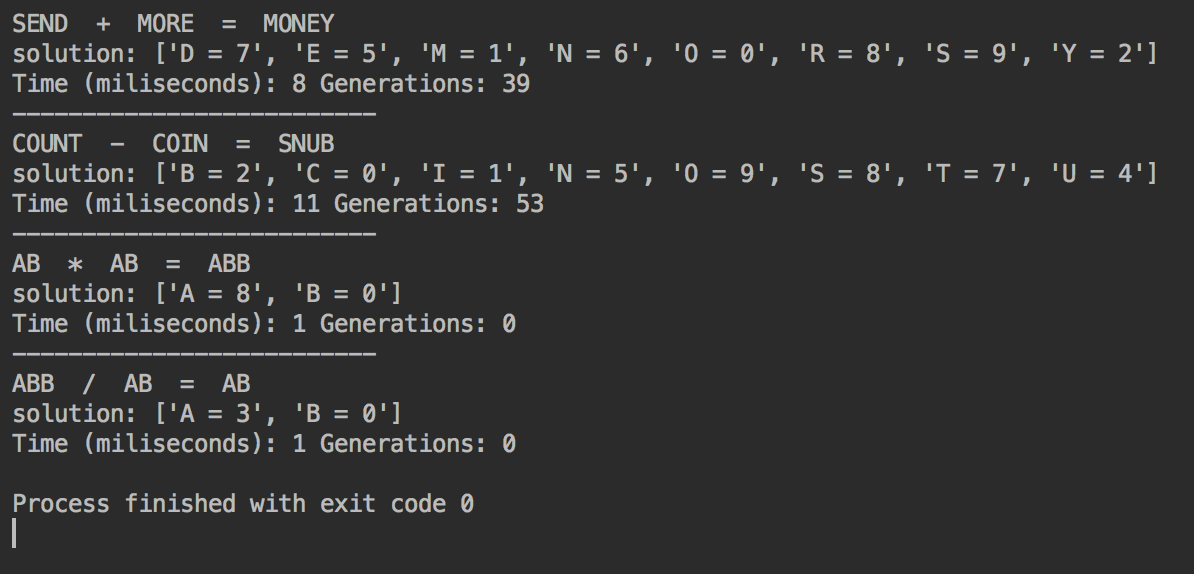 SEND  +  MORE  =  MONEY
solution: ['D = 7', 'E = 5', 'M = 1', 'N = 6', 'O = 0', 'R = 8', 'S = 9', 'Y = 2']
Time (miliseconds): 8 Generations: 39
--------------------------
COUNT  -  COIN  =  SNUB
solution: ['B = 2', 'C = 0', 'I = 1', 'N = 5', 'O = 9', 'S = 8', 'T = 7', 'U = 4']
Time (miliseconds): 11 Generations: 53
--------------------------
AB  *  AB  =  ABB
solution: ['A = 8', 'B = 0']
Time (miliseconds): 1 Generations: 0
--------------------------
ABB  /  AB  =  AB
solution: ['A = 3', 'B = 0']
Time (miliseconds): 1 Generations: 0
Process finished with exit code 0